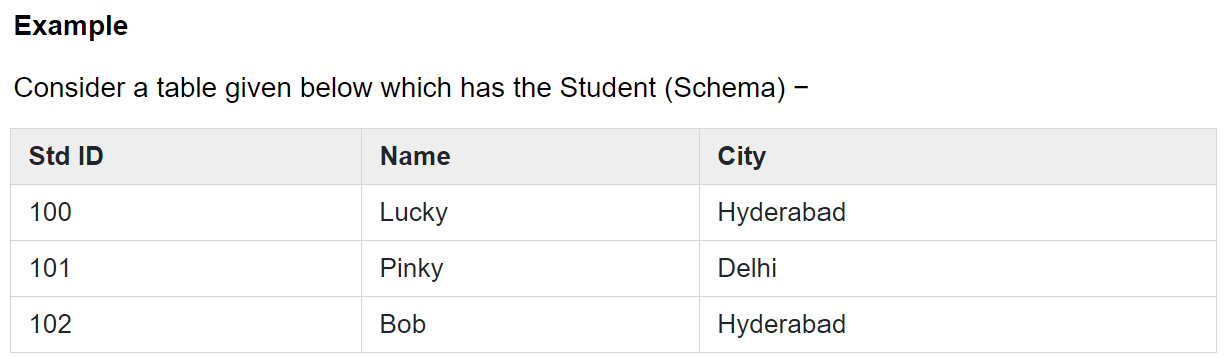 Example
Consider a table given below which has the Student (Schema) −
Std ID Name City
100 Lucky Hyderabad
101 Pinky Delhi
102 Bob Hyderabad